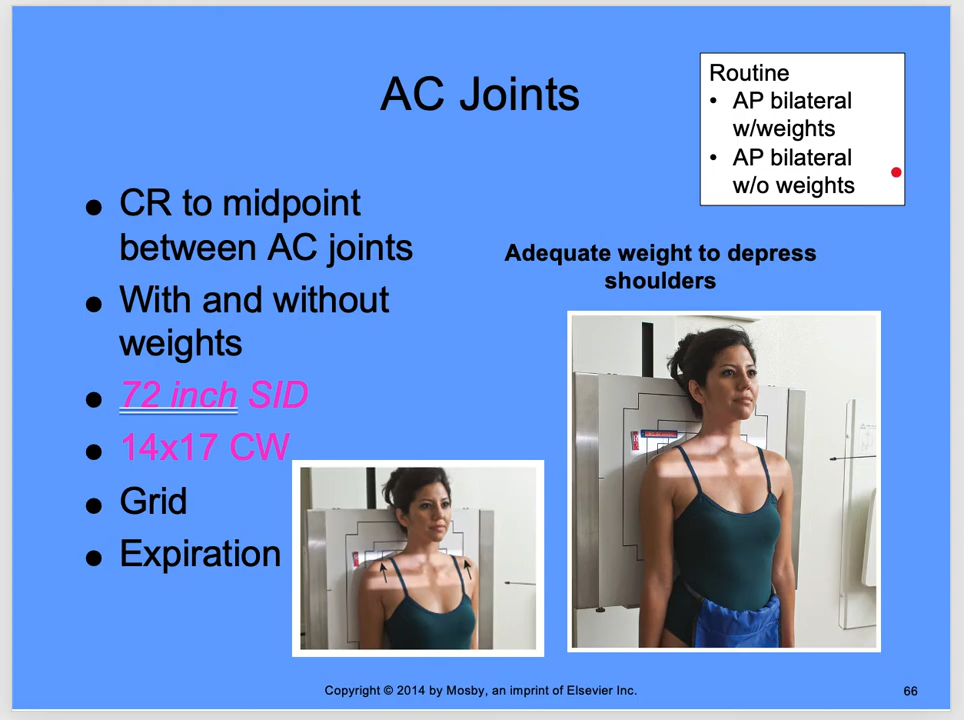 AC Joints
Routine
• AP bilateral
w/weights
• AP bilateral
w/o weights
• CR to midpoint
between AC joints
• With and without
weights
• 72 inch SID
• 14x17 CW
• Grid
• Expiration
Adequate weight to depress
shoulders
Copyright © 2014 by Mosby, an imprint of Elsevier Inc.
66